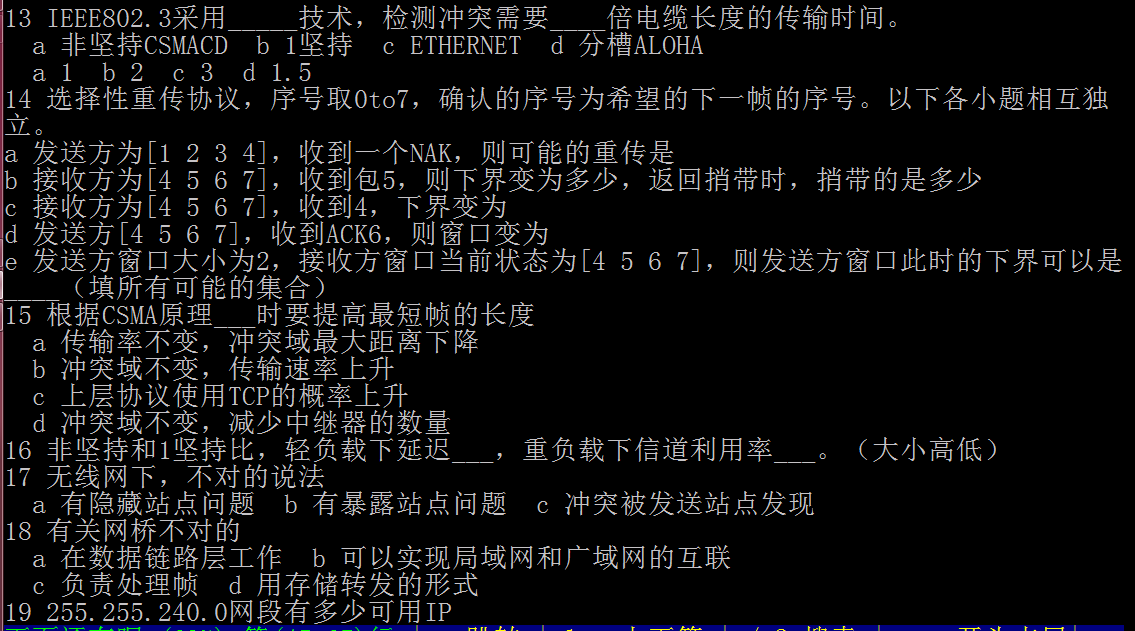 13 IEEE802.3采用_____技术，检测冲突需要____倍电缆长度的传输时间。
a 非坚持CSMACD b 1坚持 c ETHERNET d 分槽ALOHA
a 1 b 2 c 3 d 1.5
14 选择性重传协议，序号取0to7，确认的序号为希望的下一帧的序号。以下各小题相互独
立。
a 发送方为[1 2 3 4]，收到一个NAK，则可能的重传是
b 接收方为[4 5 6 7]，收到包5，则下界变为多少，返回捎带时，捎带的是多少
c 接收方为[4 5 6 7]，收到4，下界变为
d 发送方[4 5 6 7]，收到ACK6，则窗口变为
e 发送方窗口大小为2，接收方窗口当前状态为[4 5 6 7]，则发送方窗口此时的下界可以是
____（填所有可能的集合）
15 根据CSMA原理___时要提高最短帧的长度
a 传输率不变，冲突域最大距离下降
b 冲突域不变，传输速率上升
c 上层协议使用TCP的概率上升
d 冲突域不变，减少中继器的数量
16 非坚持和1坚持比，轻负载下延迟___，重负载下信道利用率___。（大小高低）
17 无线网下，不对的说法
a 有隐藏站点问题 b 有暴露站点问题 c 冲突被发送站点发现
18 有关网桥不对的
a 在数据链路层工作 b 可以实现局域网和广域网的互联
c 负责处理帧 d 用存储转发的形式
19 255.255.240.0网段有多少可用IP